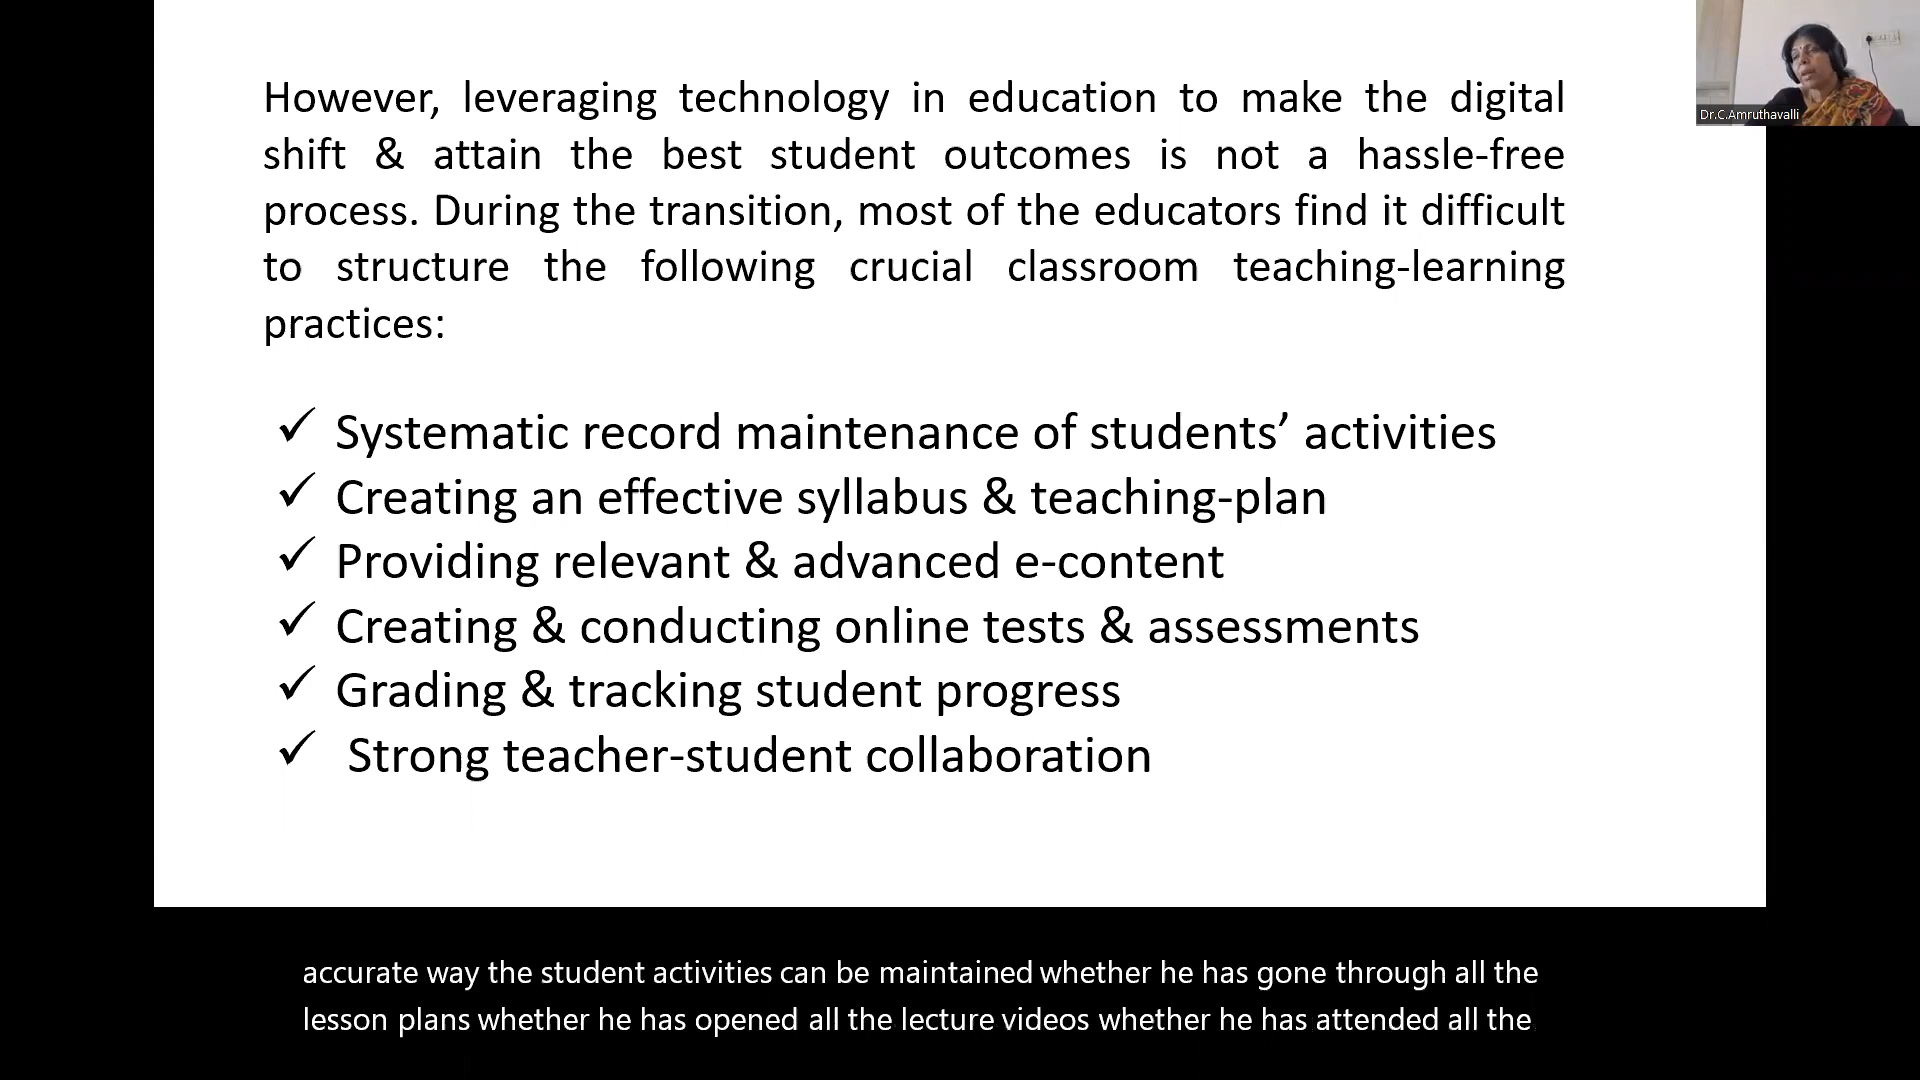 However, leveraging technology in education to make the digital
shift & attain the best student outcomes is not a hassle-free
process. During the transition, most of the educators find it difficult
to structure the following crucial classroom teaching-learning
practices:
✓ Systematic record maintenance of students’ activities
✓ Creating an effective syllabus & teaching-plan
✓ Providing relevant & advanced e-content
✓ Creating & conducting online tests & assessments
✓ Grading & tracking student progress
✓ Strong teacher-student collaboration
Dr.C.Amruthavalli
accurate way the student activities can be maintained whether he has gone through all the
lesson plans whether he has opened all the lecture videos whether he has attended all the